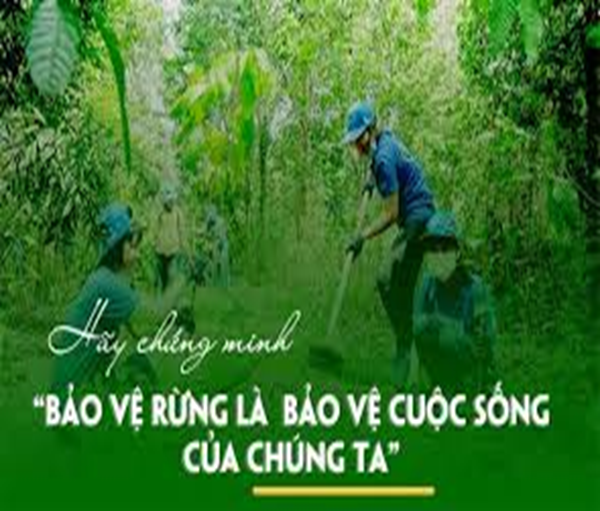 Hãy chứng minh
“BẢO VỆ RỪNG LÀ BẢO VỆ CUỘC SỐNG
CỦA CHÚNG TA”